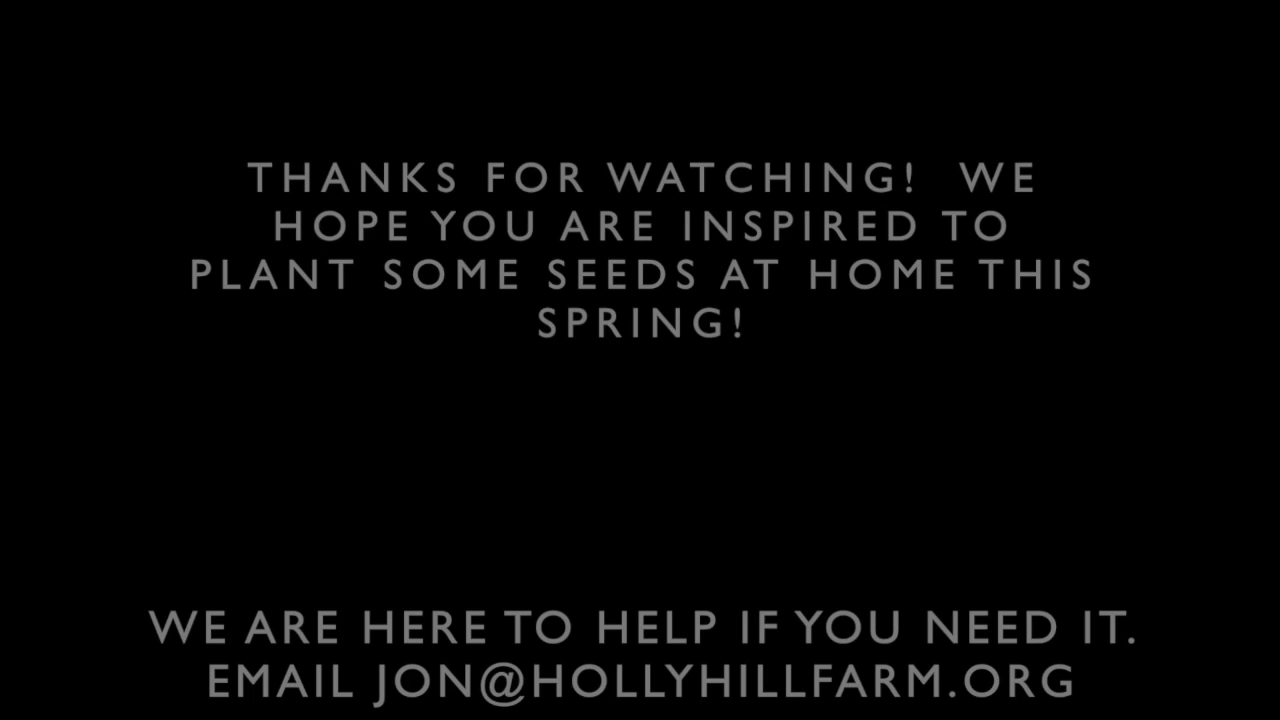 THANKS FOR WATCHING! WE
HOPE YOU ARE INSPIRED TO
PLANT SOME SEEDS AT HOME THIS
SPRING!
WE ARE HERE TO HELP IF YOU NEED IT.
EMAIL JON@HOLLYHILLFARM.ORG